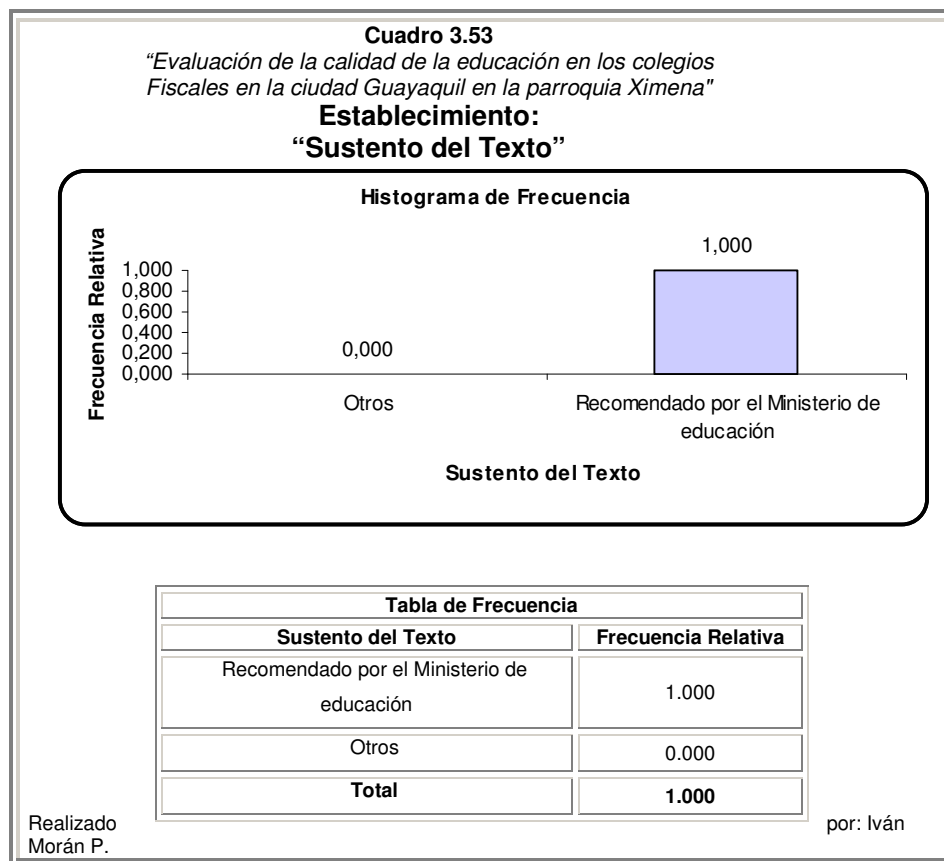 Cuadro 3.53
“Evaluación de la calidad de la educación en los colegios
Fiscales en la ciudad Guayaquil en la parroquia Ximena"
Establecimiento:
“Sustento del Texto”
Histograma de Frecuencia
Frecuencia Relativa
1,000
0,800
0,600
0,400
0,200
0,000
0,000
1,000
Otros
Recomendado por el Ministerio de
educación
Sustento del Texto
Tabla de Frecuencia
Sustento del Texto Frecuencia Relativa
Recomendado por el Ministerio de
educación 1.000
Otros 0.000
Total 1.000
Realizado por: Iván
Morán P.